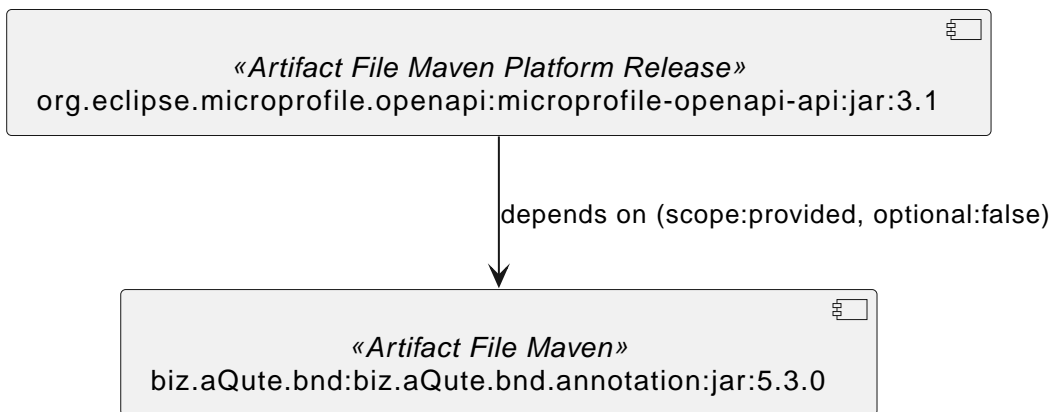 «Artifact File Maven Platform Release»
org.eclipse.microprofile.openapi:microprofile-openapi-api:jar:3.1
depends on (scope:provided, optional:false)
«Artifact File Maven»
biz.aQute.bnd:biz.aQute.bnd.annotation:jar:5.3.0